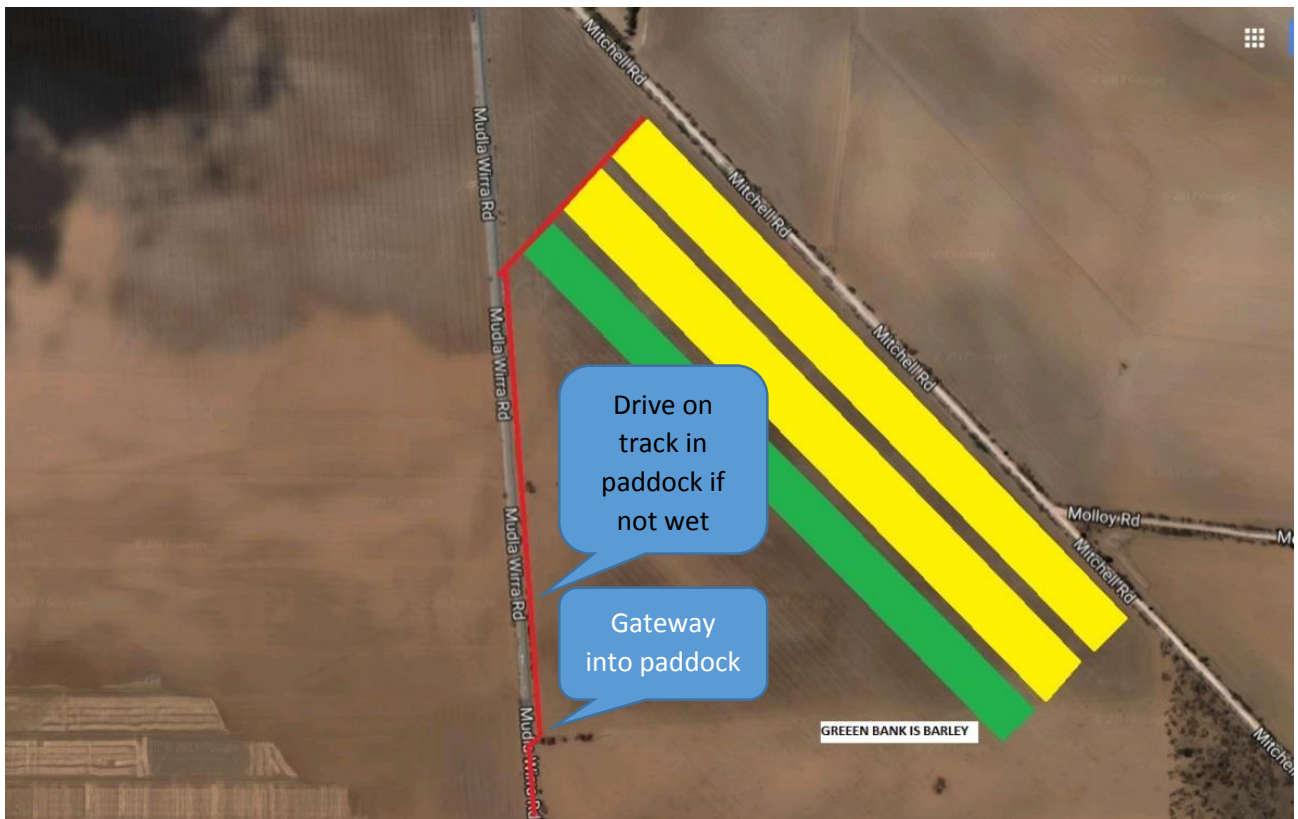 Mitchell Rd
Mudla Wirra Rd
Mitchell Rd
Mudla Wirra Rd
Mitchell Rd
Drive on
track in
paddock if
not wet
Molloy Rd
Mudla Wirra Rd
Mitchell Rd
Gateway
into paddock
GREEEN BANK IS BARLEY
Mudla Wirra Rd
Mitchell